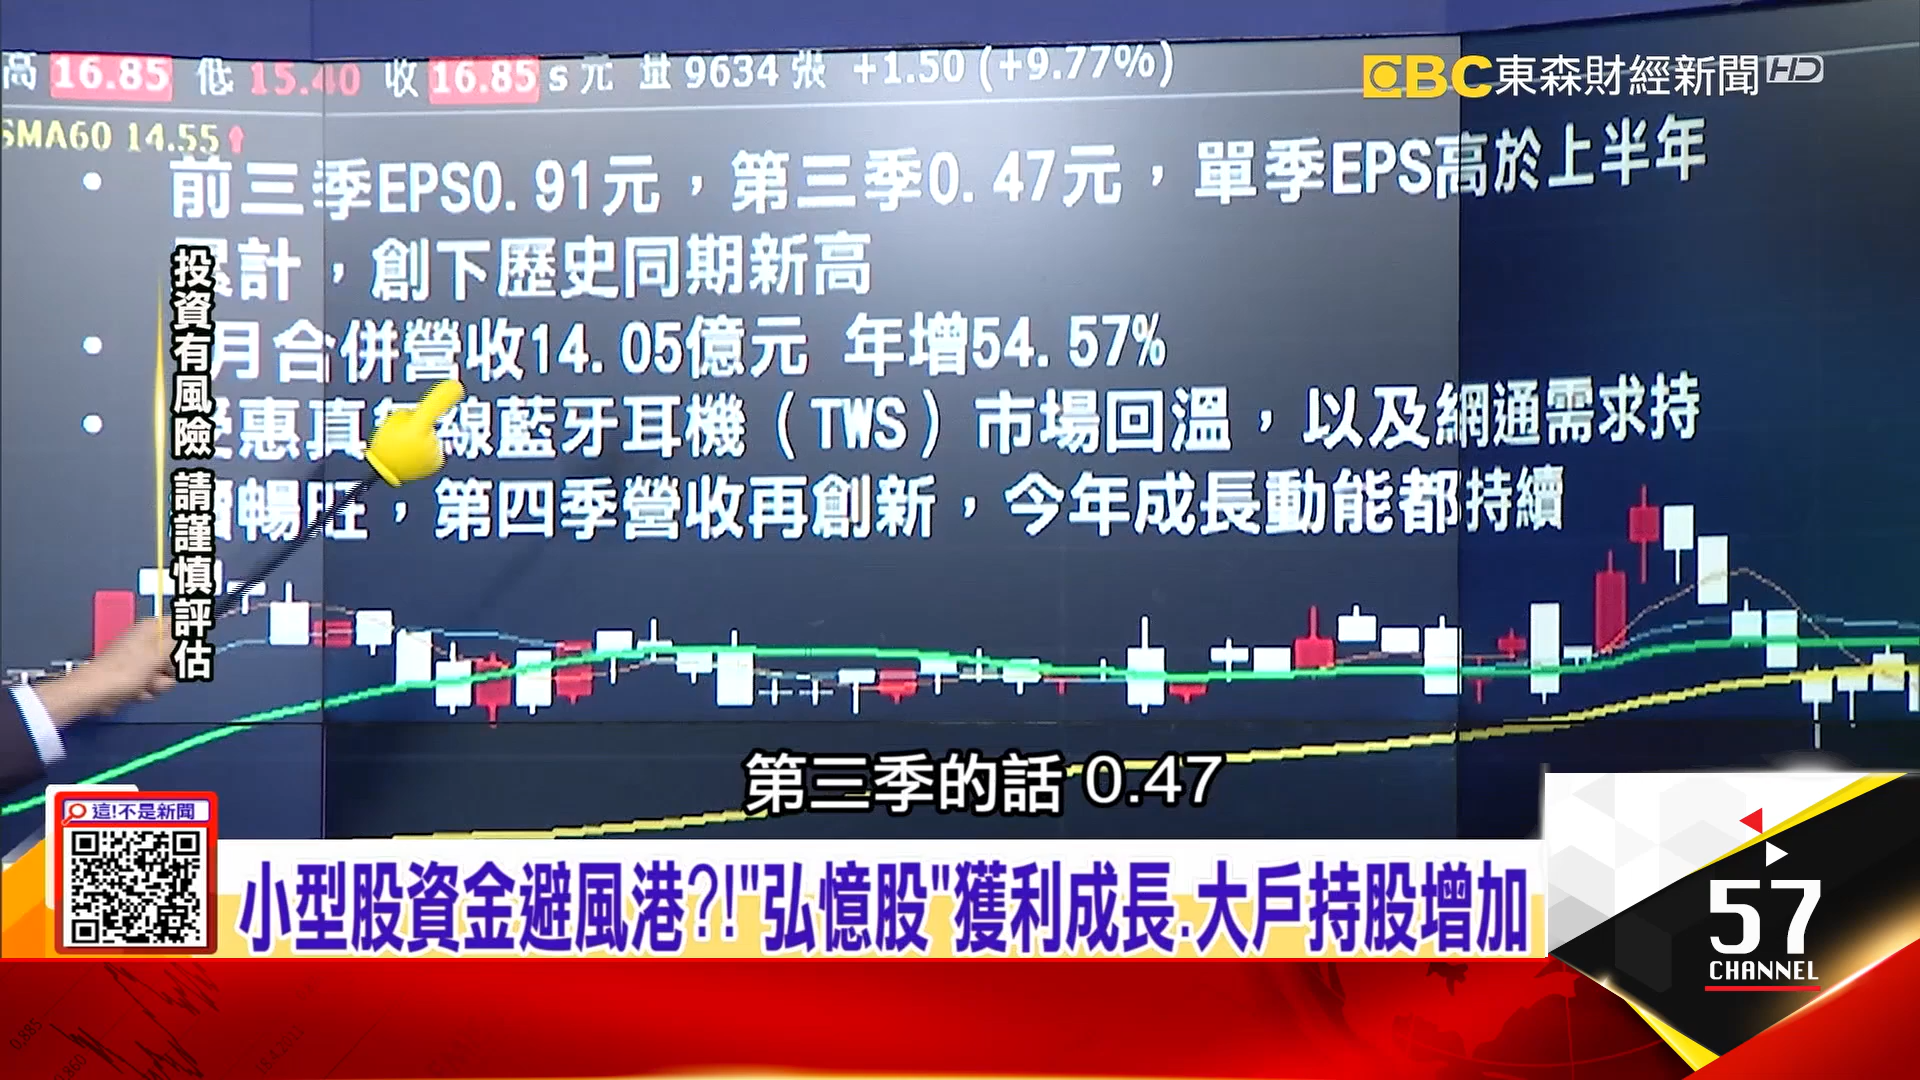 高 16.85 低 15.40 收 16.85 s 元 量 9634 張 +1.50 (+9.77%)
EBC 東森財經新聞 HD
SMA60 14.55
• 前三季EPS0.91元，第三季0.47元，單季EPS高於上半年
累計，創下歷史同期新高
• 月合併營收14.05億元 年增54.57%
• 受惠真無線藍牙耳機（TWS）市場回溫，以及網通需求持
續暢旺，第四季營收再創新，今年成長動能都持續
投資有風險 請謹慎評估
第三季的話 0.47
這!不是新聞
小型股資金避風港?!"弘憶股"獲利成長.大戶持股增加
57
CHANNEL